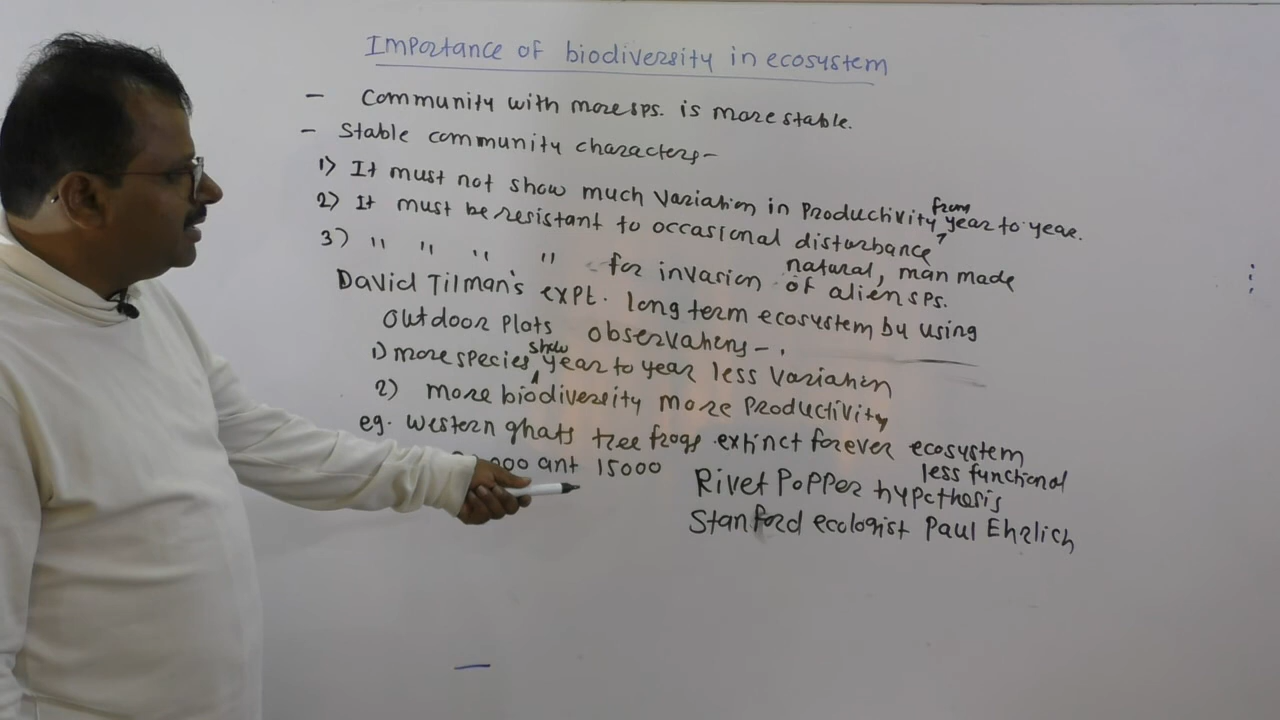 Importance of biodiversity in ecosystem
- Community with more sps. is more stable.
- Stable community characters-
1) It must not show much variation in Productivity from year to year.
2) It must be resistant to occasional disturbance
natural, man made
3) " " " " for invasion of alien sps.
David Tilman's expt. long term ecosystem by using
outdoor plots observations-.
1) more species show year to year less variation
2) more biodiversity more Productivity
eg. western ghats tree frogs extinct forever ecosystem
less functional
000 ant 15000
Rivet Popper hypothesis
Stanford ecologist Paul Ehrlich